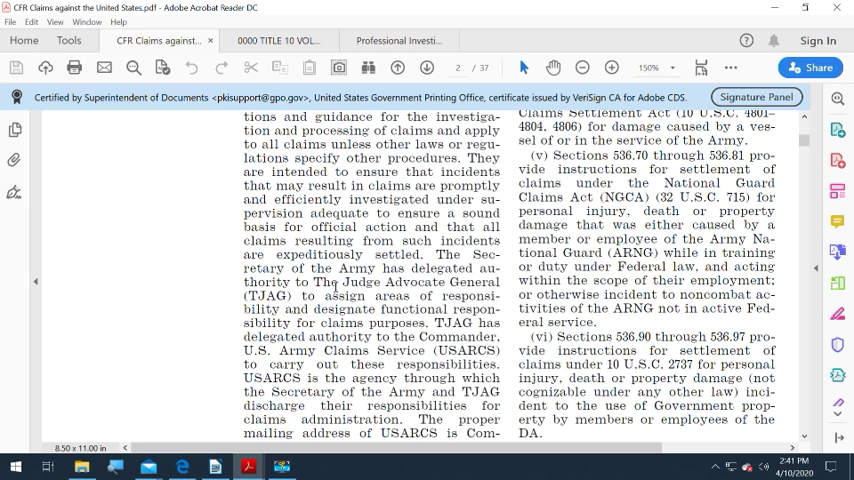 CFR Claims against the United States.pdf - Adobe Acrobat Reader DC
File Edit View Window Help
Home Tools CFR Claims against... × 0000 TITLE 10 VOL... Professional Investi... Sign In
2 / 37 150% Share
Certified by Superintendent of Documents <pkisupport@gpo.gov>, United States Government Printing Office, certificate issued by VeriSign CA for Adobe CDS. Signature Panel
tions and guidance for the investiga-
tion and processing of claims and apply
to all claims unless other laws or regu-
lations specify other procedures. They
are intended to ensure that incidents
that may result in claims are promptly
and efficiently investigated under su-
pervision adequate to ensure a sound
basis for official action and that all
claims resulting from such incidents
are expeditiously settled. The Sec-
retary of the Army has delegated au-
thority to The Judge Advocate General
(TJAG) to assign areas of responsi-
bility and designate functional respon-
sibility for claims purposes. TJAG has
delegated authority to the Commander,
U.S. Army Claims Service (USARCS)
to carry out these responsibilities.
USARCS is the agency through which
the Secretary of the Army and TJAG
discharge their responsibilities for
claims administration. The proper
mailing address of USARCS is Com-
Claims Settlement Act (10 U.S.C. 4801–
4804, 4806) for damage caused by a ves-
sel of or in the service of the Army.
(v) Sections 536.70 through 536.81 pro-
vide instructions for settlement of
claims under the National Guard
Claims Act (NGCA) (32 U.S.C. 715) for
personal injury, death or property
damage that was either caused by a
member or employee of the Army Na-
tional Guard (ARNG) while in training
or duty under Federal law, and acting
within the scope of their employment;
or otherwise incident to noncombat ac-
tivities of the ARNG not in active Fed-
eral service.
(vi) Sections 536.90 through 536.97 pro-
vide instructions for settlement of
claims under 10 U.S.C. 2737 for personal
injury, death or property damage (not
cognizable under any other law) inci-
dent to the use of Government prop-
erty by members or employees of the
DA.
8.50 x 11.00 in
2:41 PM
4/10/2020